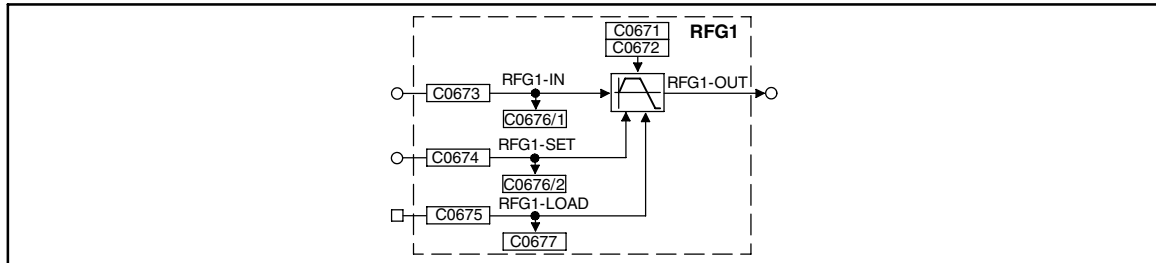 C0671
RFG1
C0672
RFG1-IN
RFG1-OUT
C0673
C0676/1
RFG1-SET
C0674
C0676/2
RFG1-LOAD
C0675
C0677